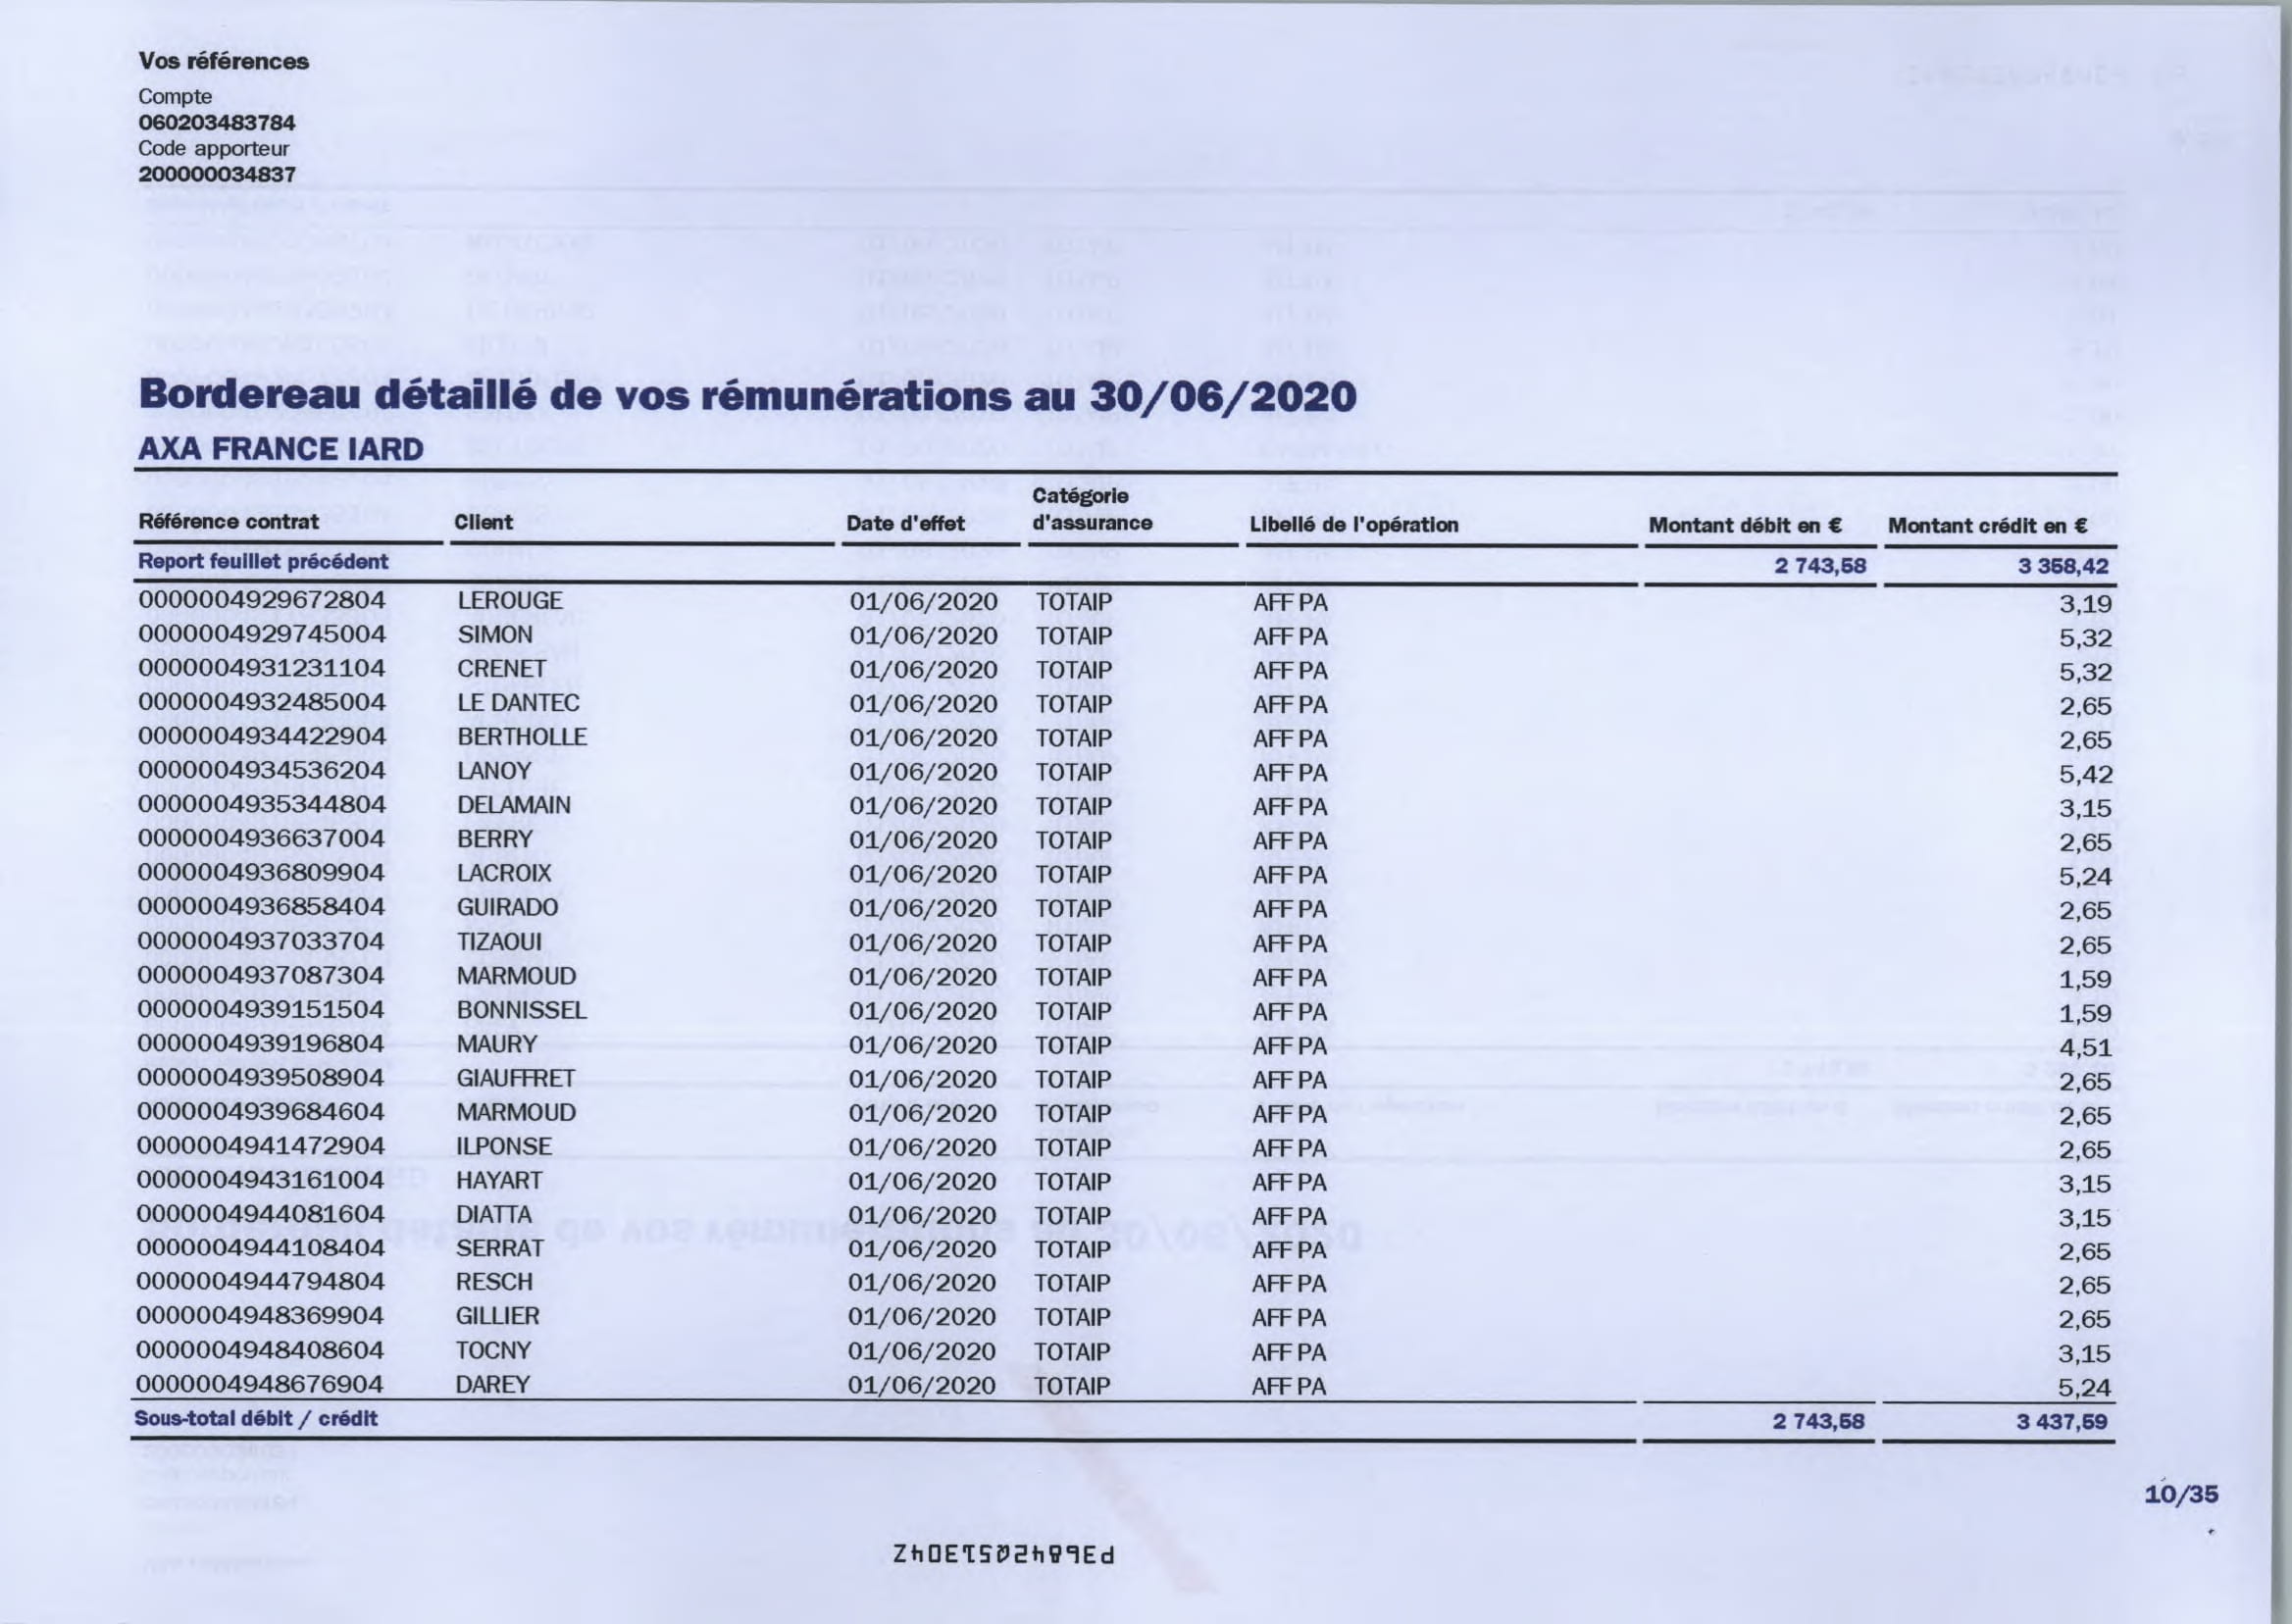 Vos références
Compte
060203483784
Code apporteur
200000034837
Bordereau détaillé de vos rémunérations au 30/06/2020
AXA FRANCE IARD
Référence contrat Client Date d'effet Catégorie d'assurance Libellé de l'opération Montant débit en € Montant crédit en €
Report feuillet précédent 2 743,58 3 358,42
0000004929672804 LEROUGE 01/06/2020 TOTAIP AFF PA 3,19
0000004929745004 SIMON 01/06/2020 TOTAIP AFF PA 5,32
0000004931231104 CRENET 01/06/2020 TOTAIP AFF PA 5,32
0000004932485004 LE DANTEC 01/06/2020 TOTAIP AFF PA 2,65
0000004934422904 BERTHOLLE 01/06/2020 TOTAIP AFF PA 2,65
0000004934536204 LANOY 01/06/2020 TOTAIP AFF PA 5,42
0000004935344804 DELAMAIN 01/06/2020 TOTAIP AFF PA 3,15
0000004936637004 BERRY 01/06/2020 TOTAIP AFF PA 2,65
0000004936809904 LACROIX 01/06/2020 TOTAIP AFF PA 5,24
0000004936858404 GUIRADO 01/06/2020 TOTAIP AFF PA 2,65
0000004937033704 TIZAOUI 01/06/2020 TOTAIP AFF PA 2,65
0000004937087304 MARMOUD 01/06/2020 TOTAIP AFF PA 1,59
0000004939151504 BONNISSEL 01/06/2020 TOTAIP AFF PA 1,59
0000004939196804 MAURY 01/06/2020 TOTAIP AFF PA 4,51
0000004939508904 GIAUFFRET 01/06/2020 TOTAIP AFF PA 2,65
0000004939684604 MARMOUD 01/06/2020 TOTAIP AFF PA 2,65
0000004941472904 ILPONSE 01/06/2020 TOTAIP AFF PA 2,65
0000004943161004 HAYART 01/06/2020 TOTAIP AFF PA 3,15
0000004944081604 DIATTA 01/06/2020 TOTAIP AFF PA 3,15
0000004944108404 SERRAT 01/06/2020 TOTAIP AFF PA 2,65
0000004944794804 RESCH 01/06/2020 TOTAIP AFF PA 2,65
0000004948369904 GILLIER 01/06/2020 TOTAIP AFF PA 2,65
0000004948408604 TOCNY 01/06/2020 TOTAIP AFF PA 3,15
0000004948676904 DAREY 01/06/2020 TOTAIP AFF PA 5,24
Sous-total débit / crédit 2 743,58 3 437,59
10/35